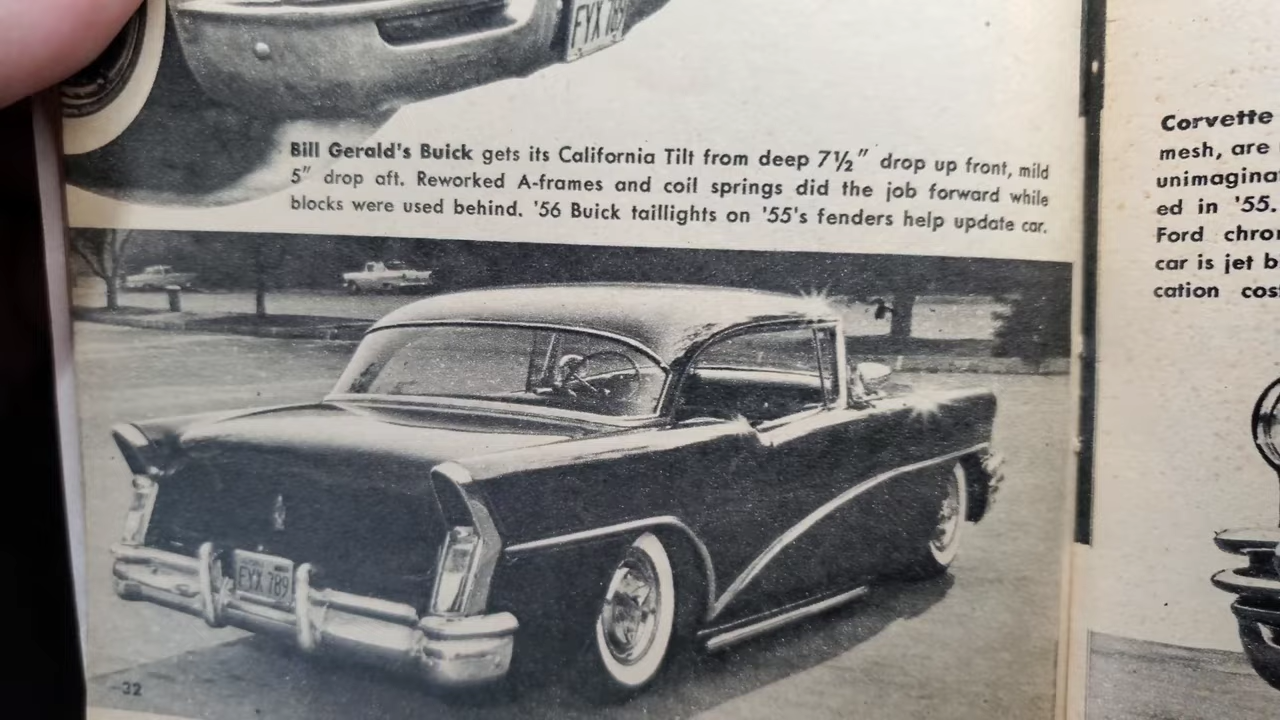 FYX 789
Bill Gerald's Buick gets its California Tilt from deep 7½" drop up front, mild
5" drop aft. Reworked A-frames and coil springs did the job forward while
blocks were used behind. '56 Buick taillights on '55's fenders help update car.
FYX 789
32
Corvette
mesh, are
unimaginat
ed in '55.
Ford chro
car is jet b
cation cos